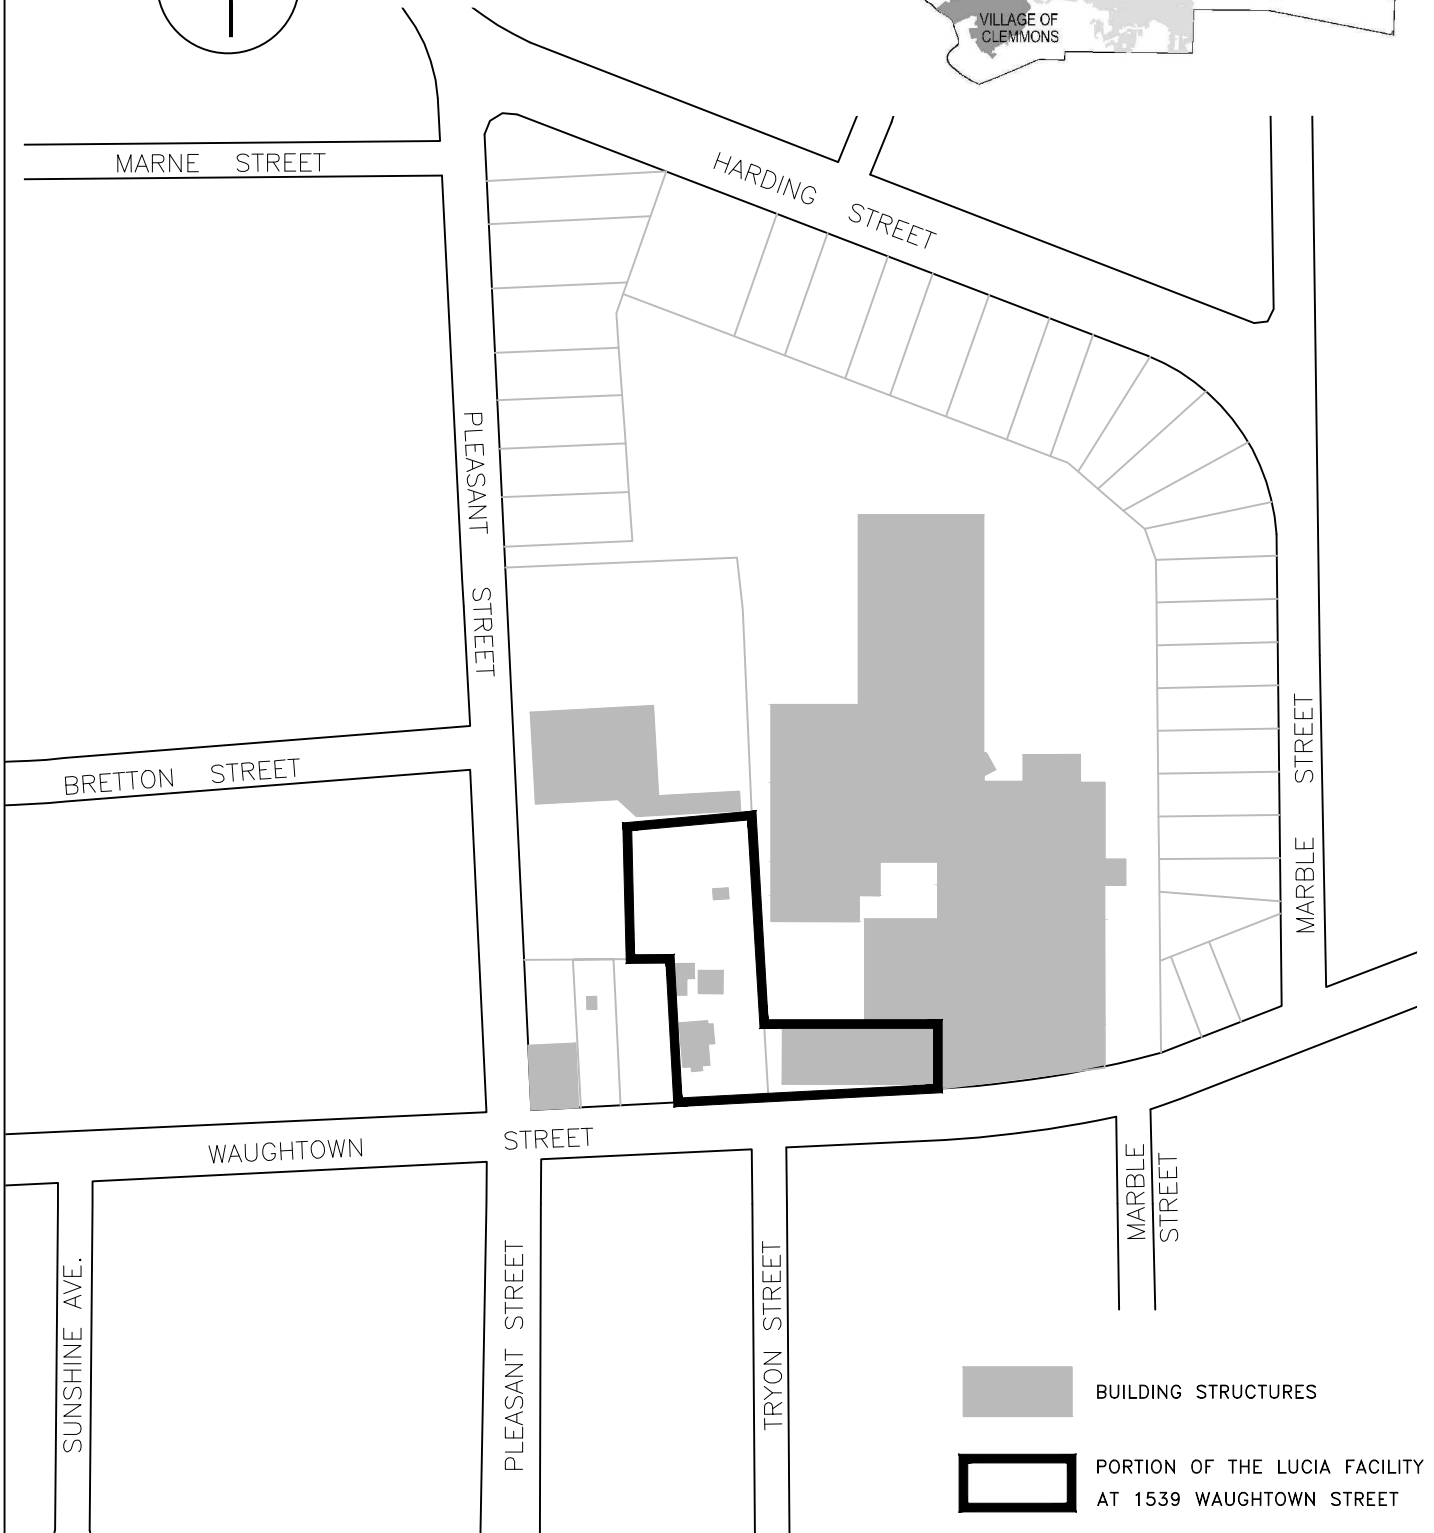 VILLAGE OF
CLEMMONS
MARNE STREET
HARDING STREET
PLEASANT STREET
MARBLE STREET
BRETTON STREET
WAUGHTOWN STREET
MARBLE
STREET
SUNSHINE AVE.
PLEASANT STREET
TRYON STREET
BUILDING STRUCTURES
PORTION OF THE LUCIA FACILITY
AT 1539 WAUGHTOWN STREET